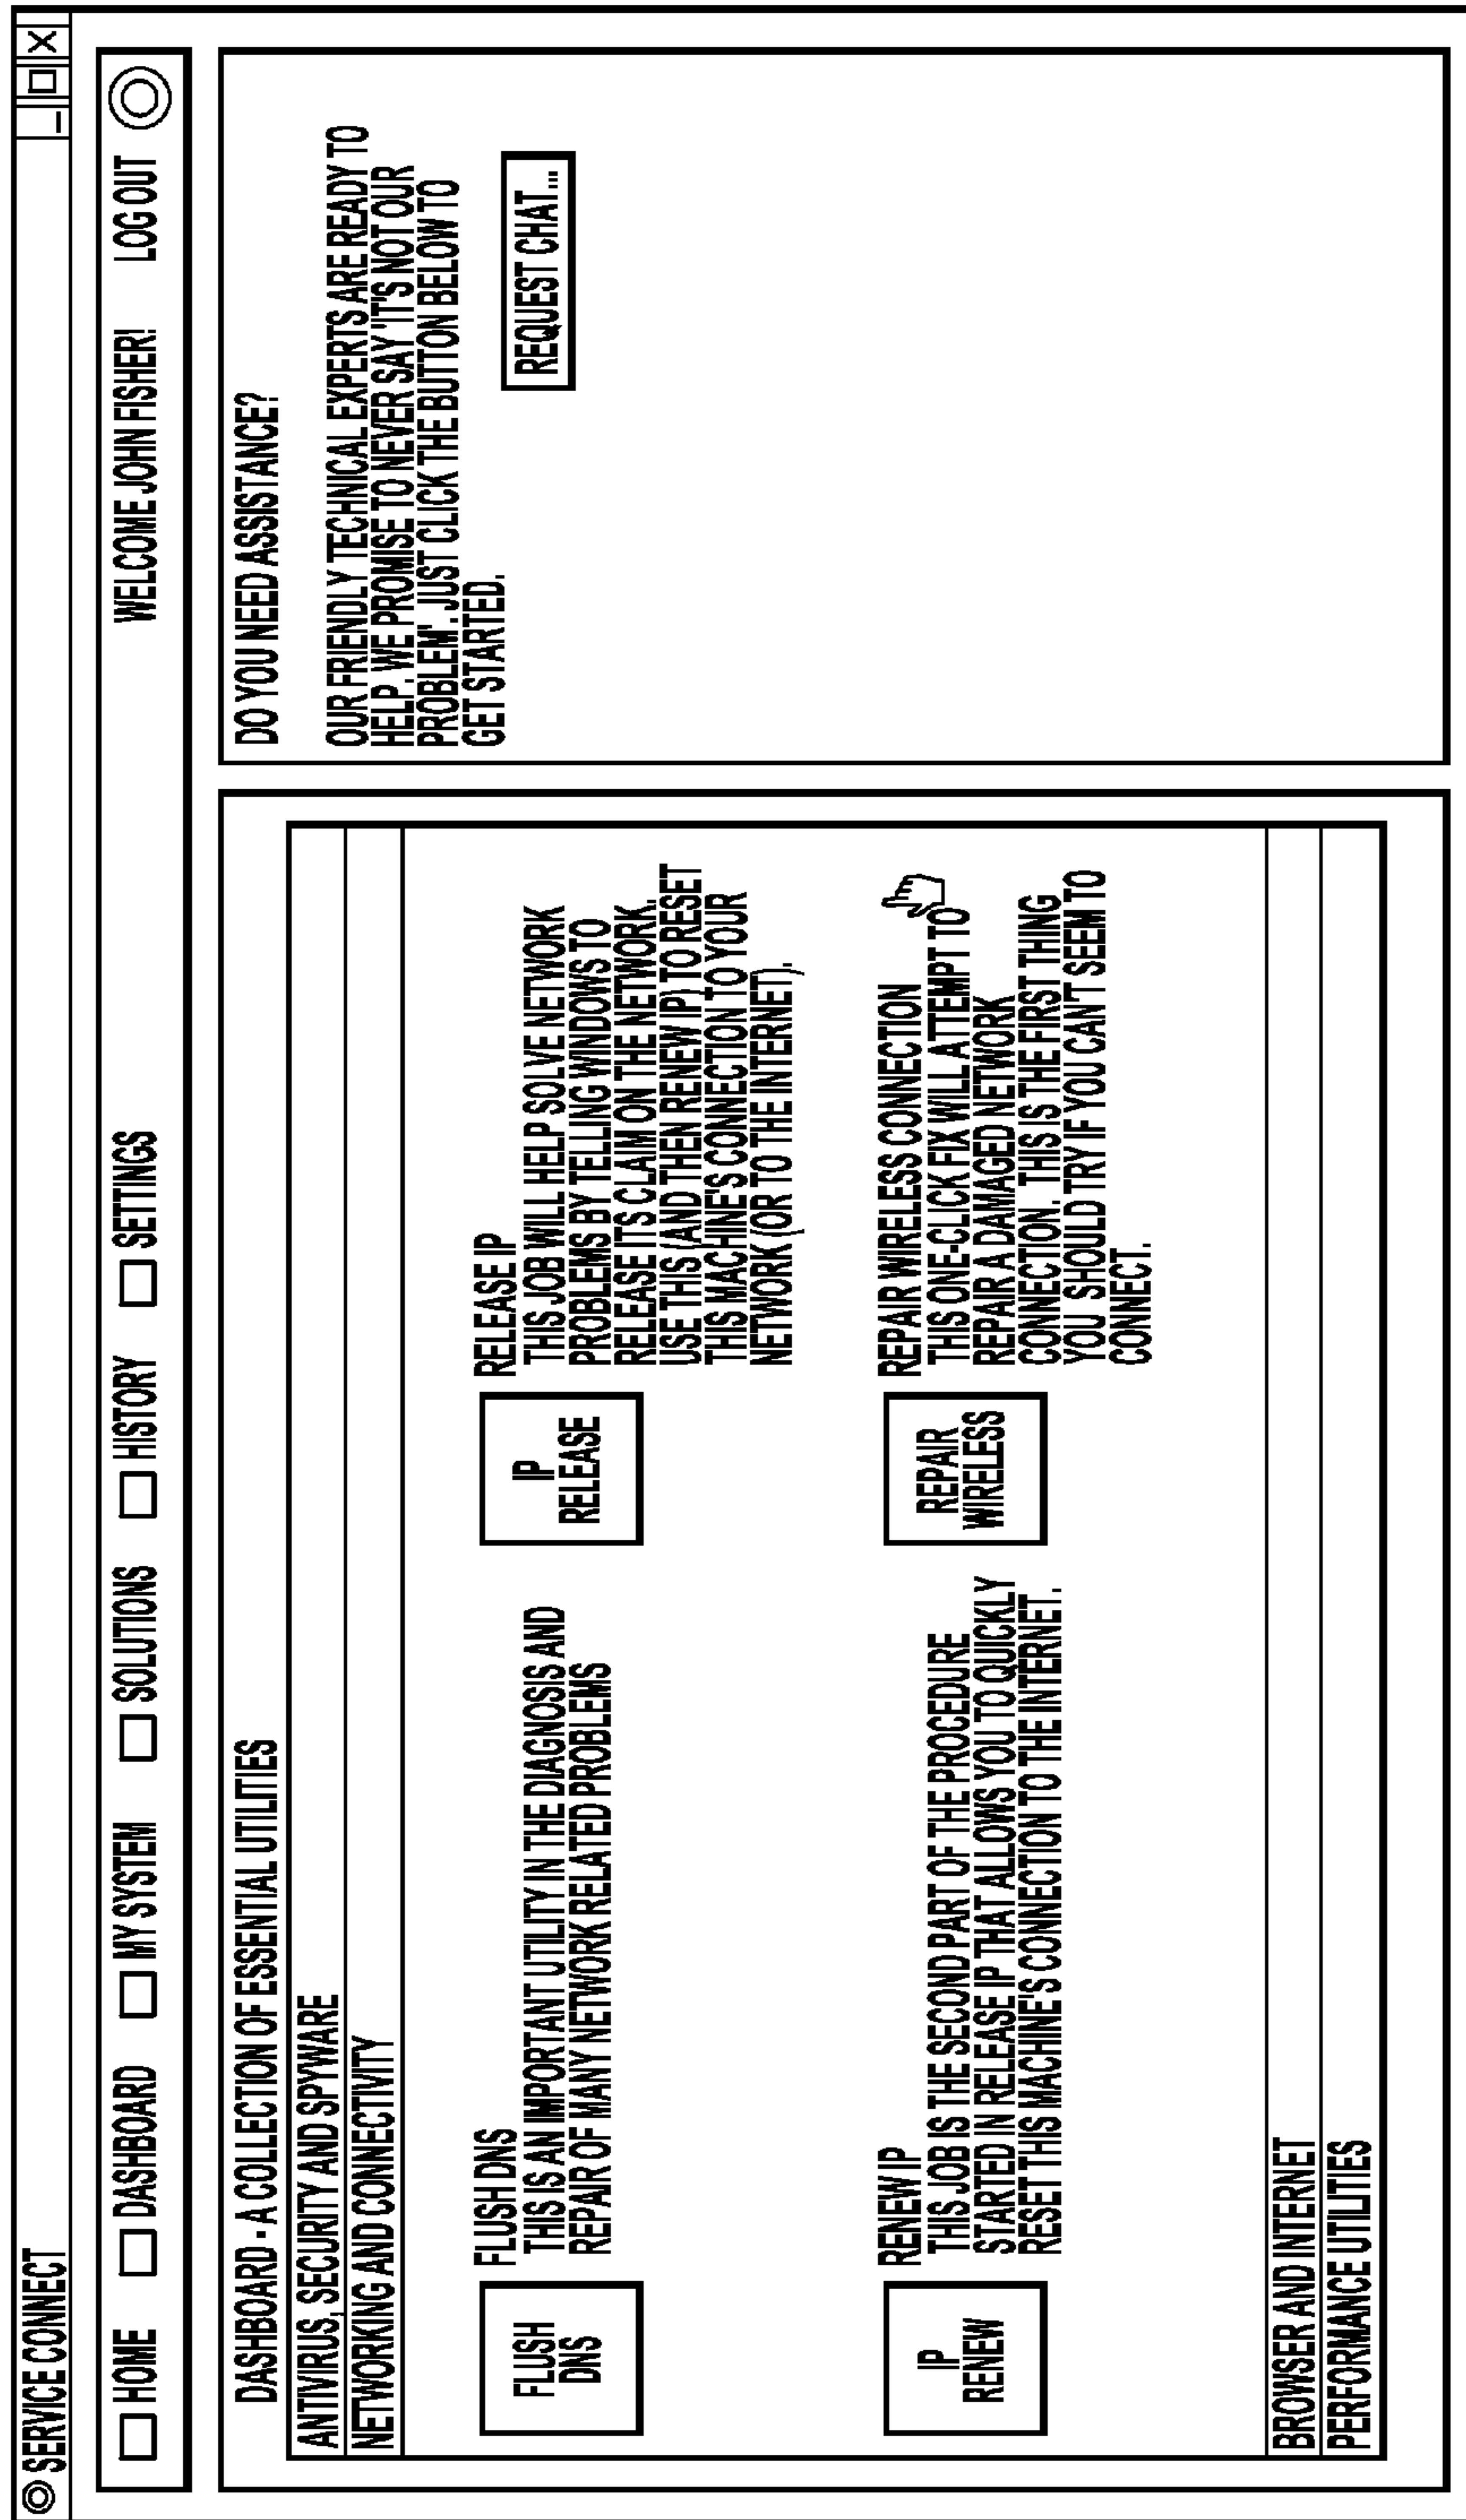 SERVICE CONNECT
HOME
DASHBOARD
MY SYSTEM
SOLUTIONS
HISTORY
SETTINGS
WELCOME JOHN FISHER!
LOG OUT
DASHBOARD - A COLLECTION OF ESSENTIAL UTILITIES
ANTIVIRUS, SECURITY AND SPYWARE
NETWORKING AND CONNECTIVITY
FLUSH
DNS
FLUSH DNS
THIS IS AN IMPORTANT UTILITY IN THE DIAGNOSIS AND
REPAIR OF MANY NETWORK RELATED PROBLEMS
IP
RELEASE
RELEASE IP
THIS JOB WILL HELP SOLVE NETWORK
PROBLEMS BY TELLING WINDOWS TO
RELEASE ITS CLAIM ON THE NETWORK.
USE THIS (AND THEN RENEW IP) TO RESET
THIS MACHINE'S CONNECTION TO YOUR
NETWORK (OR TO THE INTERNET).
IP
RENEW
RENEW IP
THIS JOB IS THE SECOND PART OF THE PROCEDURE
STARTED IN RELEASE IP THAT ALLOWS YOU TO QUICKLY
RESET THIS MACHINE'S CONNECTION TO THE INTERNET.
REPAIR
WIRELESS
REPAIR WIRELESS CONNECTION
THIS ONE-CLICK FIX WILL ATTEMPT TO
REPAIR A DAMAGED NETWORK
CONNECTION. THIS IS THE FIRST THING
YOU SHOULD TRY IF YOU CAN'T SEEM TO
CONNECT.
BROWSER AND INTERNET
PERFORMANCE UTILITIES
DO YOU NEED ASSISTANCE?
OUR FRIENDLY TECHNICAL EXPERTS ARE READY TO
HELP. WE PROMISE TO NEVER SAY 'IT'S NOT OUR
PROBLEM'. JUST CLICK THE BUTTON BELOW TO
GET STARTED.
REQUEST CHAT...